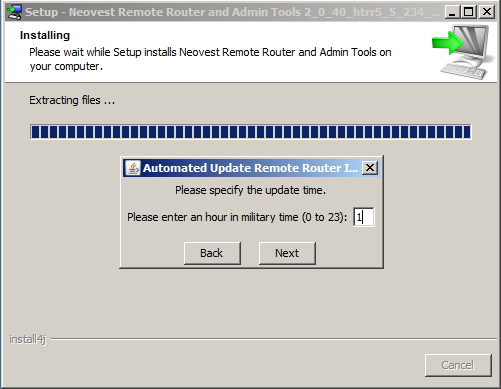 Setup - Neovest Remote Router and Admin Tools 2_0_40_htrr5_5_234_...
Installing
Please wait while Setup installs Neovest Remote Router and Admin Tools on
your computer.
Extracting files ...
Automated Update Remote Router I...
Please specify the update time.
Please enter an hour in military time (0 to 23): 1
Back Next
install4j
Cancel